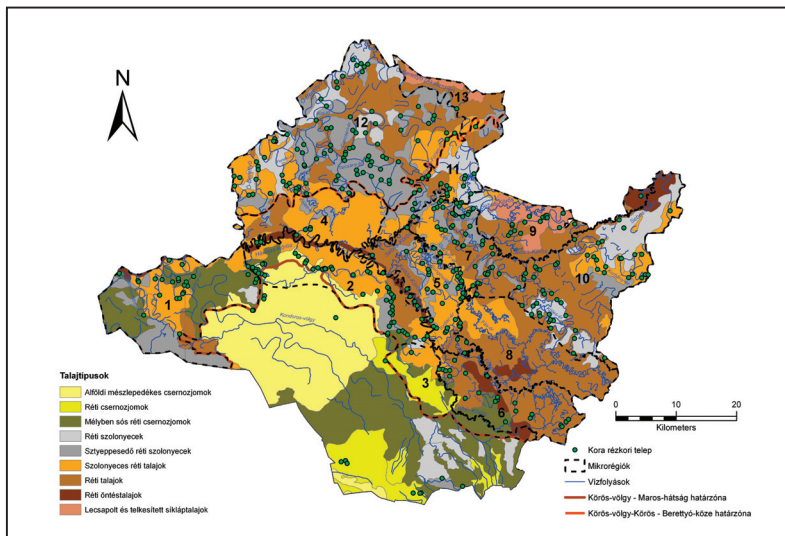 N
13
12
11
4
9
7
2
5
10
1
Kondoros-völgy
8
3
6
Talajtípusok
Alföldi mészlepedékes csernozjomok
Réti csernozjomok
Mélyben sós réti csernozjomok
Réti szolonyecek
Sztyeppesedő réti szolonyecek
Szolonyeces réti talajok
Réti talajok
Réti öntéstalajok
Lecsapolt és telkesített síkláptalajok
0 10 20
Kilometers
Kora rézkori telep
Mikrorégiók
Vízfolyások
Körös-völgy - Maros-hátság határzóna
Körös-völgy-Körös - Berettyó-köze határzóna